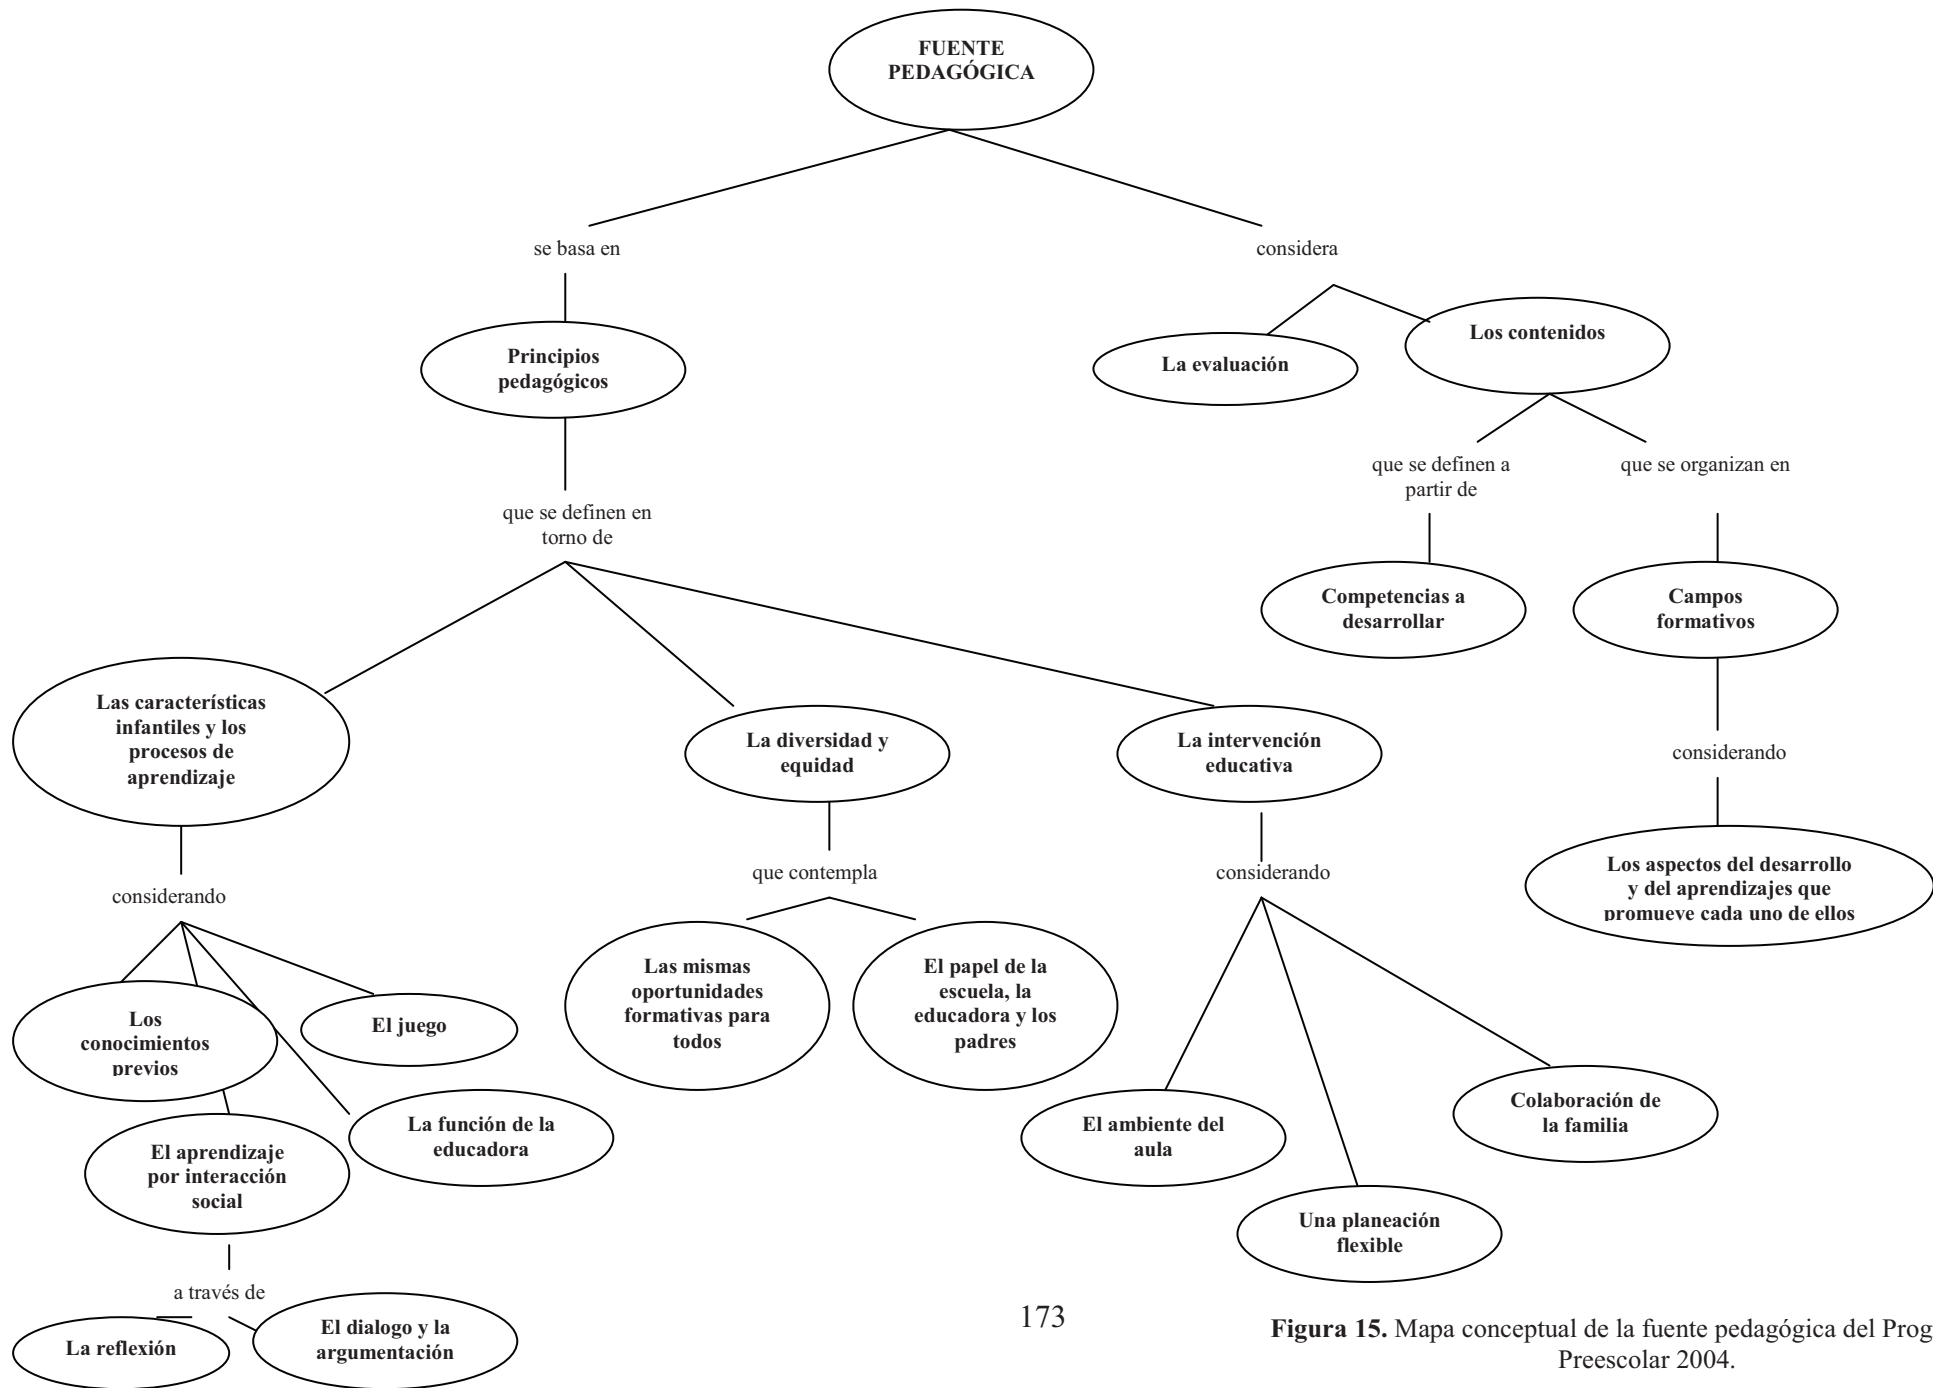 FUENTE
PEDAGÓGICA
se basa en
considera
Principios
pedagógicos
La evaluación
Los contenidos
que se definen a
partir de
que se organizan en
que se definen en
torno de
Competencias a
desarrollar
Campos
formativos
Las características
infantiles y los
procesos de
aprendizaje
La diversidad y
equidad
La intervención
educativa
considerando
considerando
que contempla
considerando
Los aspectos del desarrollo
y del aprendizajes que
promueve cada uno de ellos
Los
conocimientos
previos
El juego
Las mismas
oportunidades
formativas para
todos
El papel de la
escuela, la
educadora y los
padres
El aprendizaje
por interacción
social
La función de la
educadora
El ambiente del
aula
Colaboración de
la familia
Una planeación
flexible
a través de
La reflexión
El dialogo y la
argumentación
173
Figura 15. Mapa conceptual de la fuente pedagógica del Prog
Preescolar 2004.